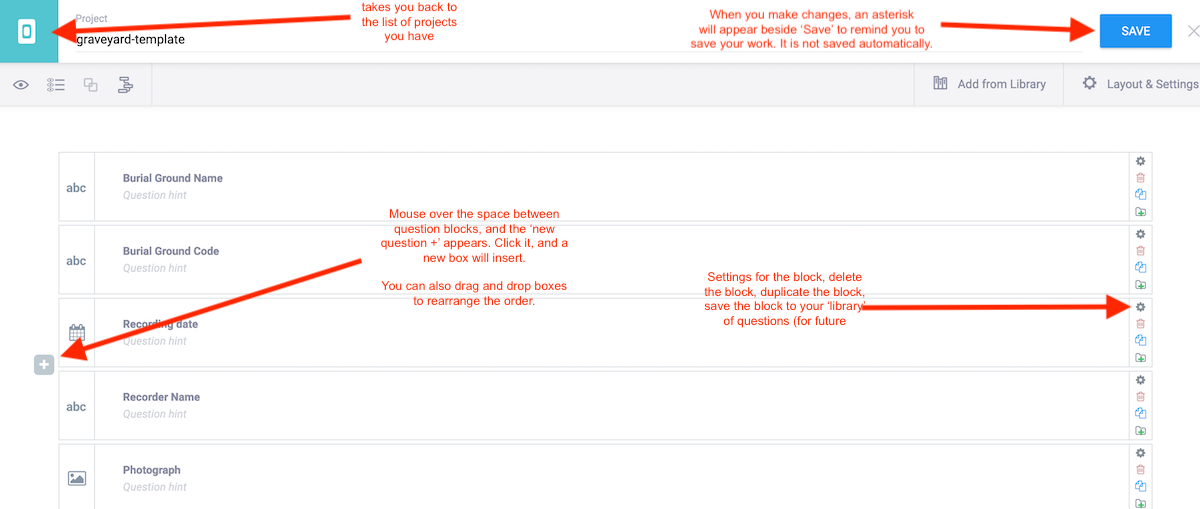 takes you back to
the list of projects
you have
Project
graveyard-template
When you make changes, an asterisk
will appear beside ‘Save’ to remind you to
save your work. It is not saved automatically.
SAVE
Add from Library
Layout & Settings
abc
Burial Ground Name
Question hint
Mouse over the space between
question blocks, and the ‘new
question +’ appears. Click it, and a
new box will insert.
You can also drag and drop boxes
to rearrange the order.
abc
Burial Ground Code
Question hint
Settings for the block, delete
the block, duplicate the block,
save the block to your ‘library’
of questions (for future
Recording date
Question hint
abc
Recorder Name
Question hint
Photograph
Question hint